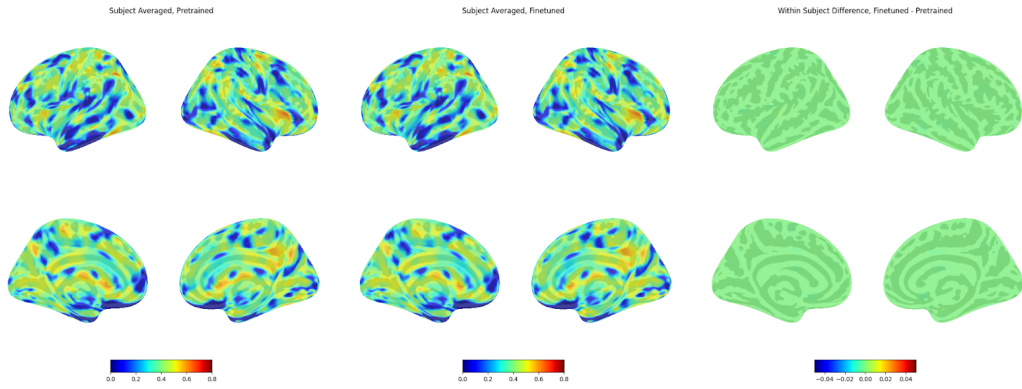 Subject Averaged, Pretrained
Subject Averaged, Finetuned
Within Subject Difference, Finetuned - Pretrained
0.0 0.2 0.4 0.6 0.8
0.0 0.2 0.4 0.6 0.8
−0.04 −0.02 0.00 0.02 0.04